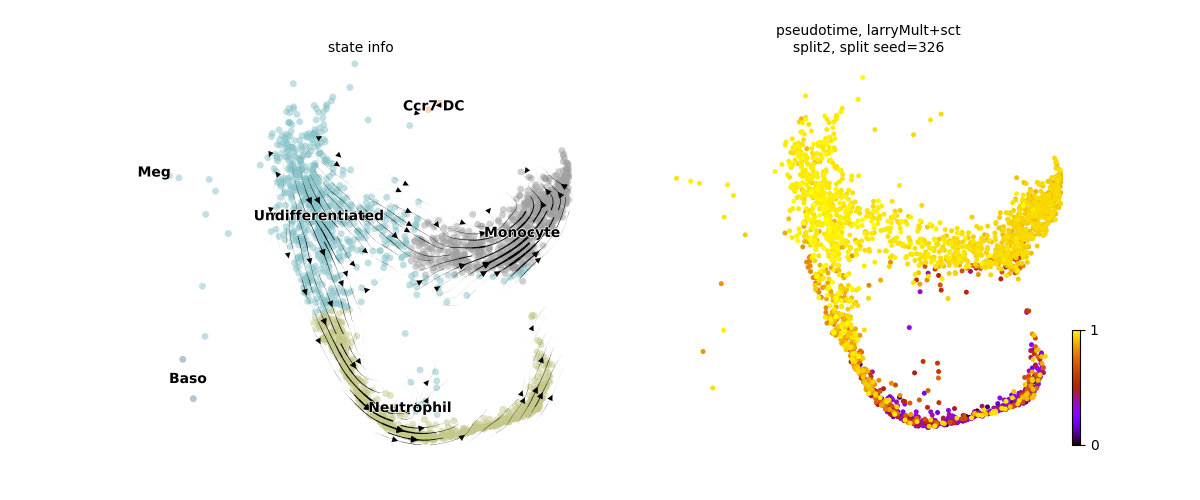 state info
pseudotime, larryMult+sct
split2, split seed=326
Ccr7-DC
Meg
Undifferentiated
Monocyte
Baso
Neutrophil
1
0